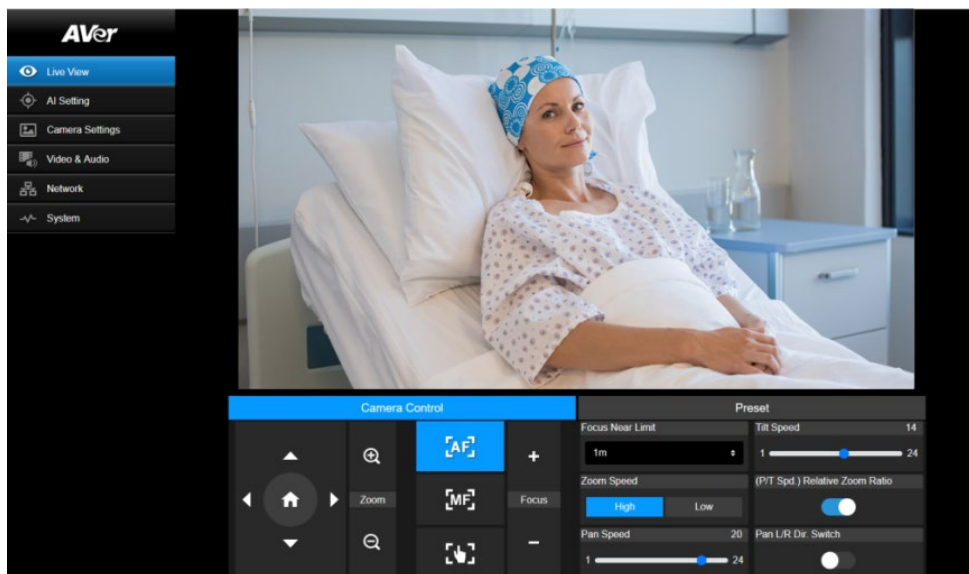 AVer
Live View
AI Setting
Camera Settings
Video & Audio
Network
System
Camera Control
Preset
Zoom
[AF]
[MF]
Focus
Focus Near Limit
1m
Zoom Speed
High Low
Pan Speed 20
1 24
Tilt Speed 14
1 24
(P/T Spd.) Relative Zoom Ratio
Pan L/R Dir. Switch